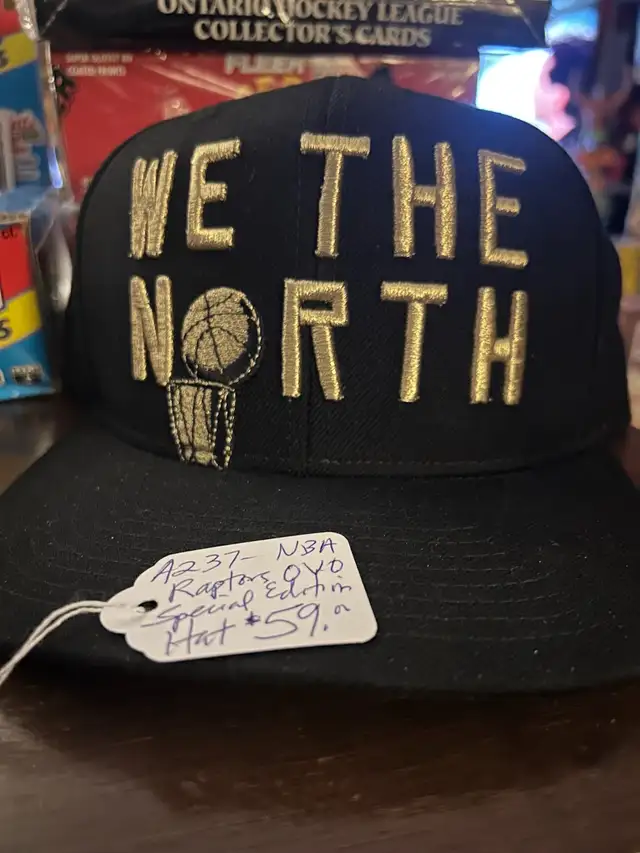 ONTARIO HOCKEY LEAGUE
COLLECTOR'S CARDS
FLEER
WE THE
NORTH
A237- NBA
Raptors OVO
Special Edition
Hat $59.00